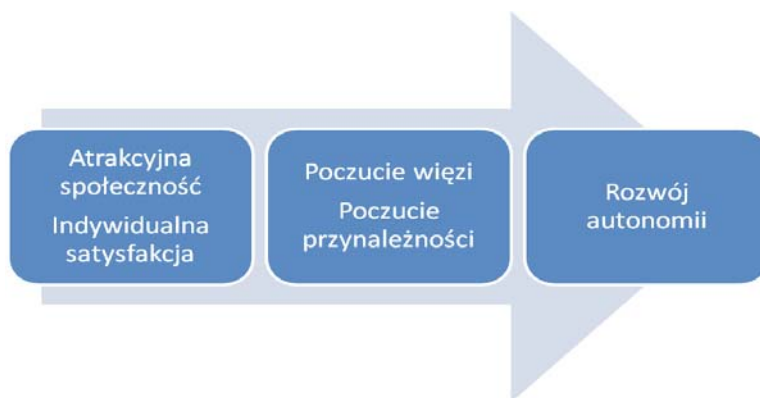 Atrakcyjna
społeczność
Indywidualna
satysfakcja
Poczucie więzi
Poczucie
przynależności
Rozwój
autonomii